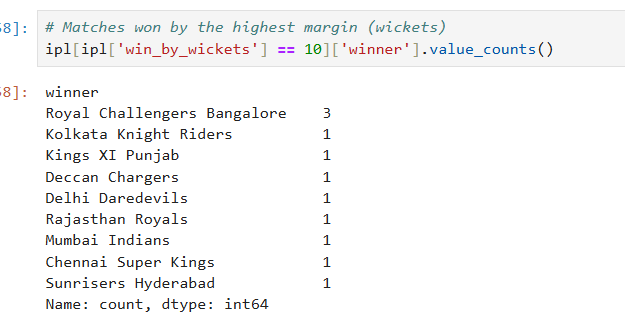 58]: # Matches won by the highest margin (wickets)
ipl[ipl['win_by_wickets'] == 10]['winner'].value_counts()
58]: winner
Royal Challengers Bangalore    3
Kolkata Knight Riders    1
Kings XI Punjab    1
Deccan Chargers    1
Delhi Daredevils    1
Rajasthan Royals    1
Mumbai Indians    1
Chennai Super Kings    1
Sunrisers Hyderabad    1
Name: count, dtype: int64